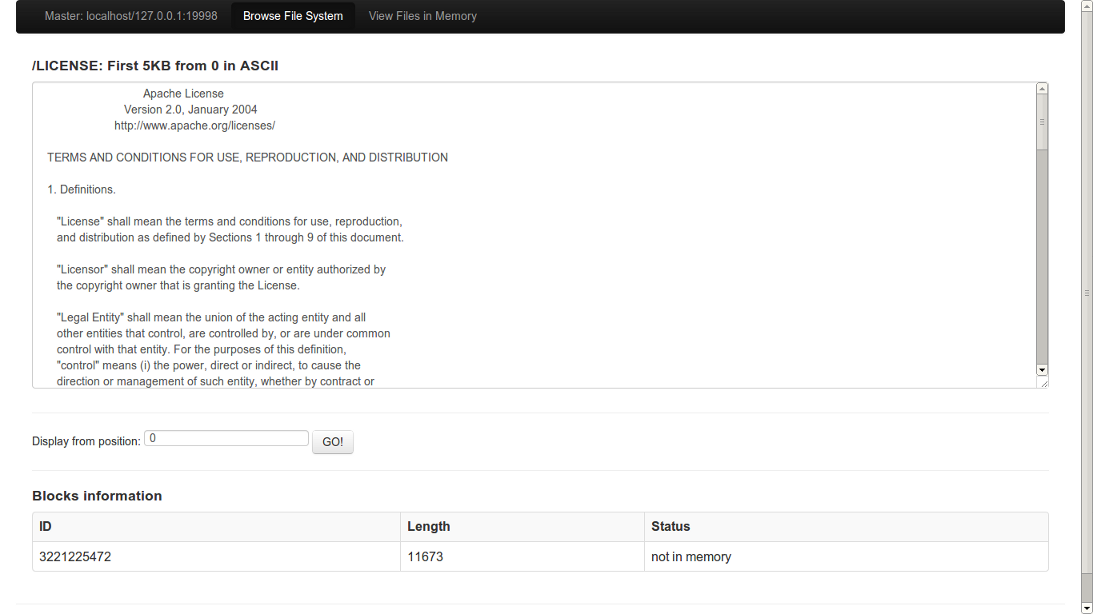 Master: localhost/127.0.0.1:19998 Browse File System View Files in Memory
/LICENSE: First 5KB from 0 in ASCII
Apache License
Version 2.0, January 2004
http://www.apache.org/licenses/
TERMS AND CONDITIONS FOR USE, REPRODUCTION, AND DISTRIBUTION
1. Definitions.
"License" shall mean the terms and conditions for use, reproduction,
and distribution as defined by Sections 1 through 9 of this document.
"Licensor" shall mean the copyright owner or entity authorized by
the copyright owner that is granting the License.
"Legal Entity" shall mean the union of the acting entity and all
other entities that control, are controlled by, or are under common
control with that entity. For the purposes of this definition,
"control" means (i) the power, direct or indirect, to cause the
direction or management of such entity, whether by contract or
Display from position: 0 GO!
Blocks information
ID Length Status
3221225472 11673 not in memory